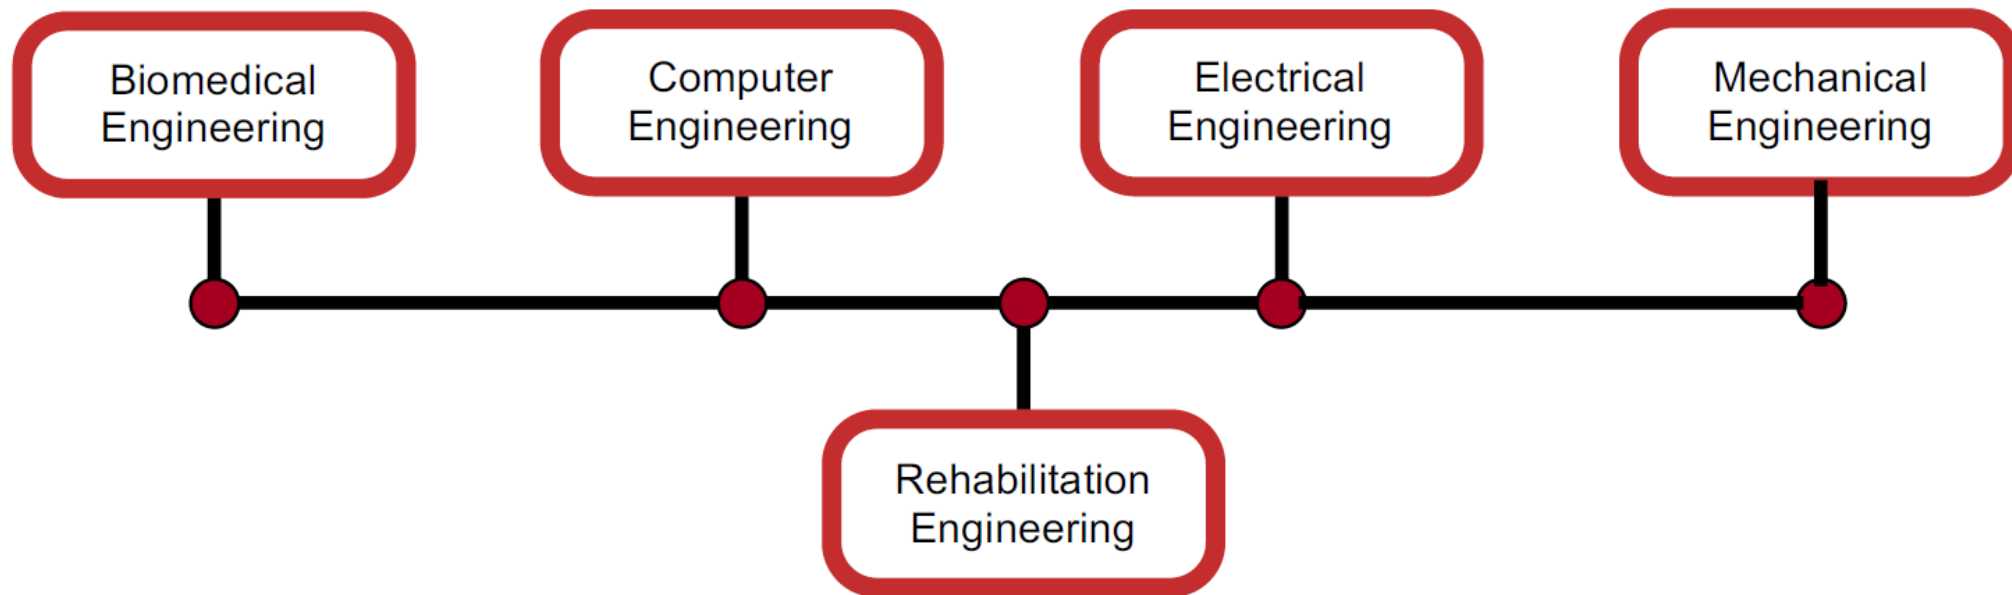 Biomedical
Engineering
Computer
Engineering
Electrical
Engineering
Mechanical
Engineering
Rehabilitation
Engineering